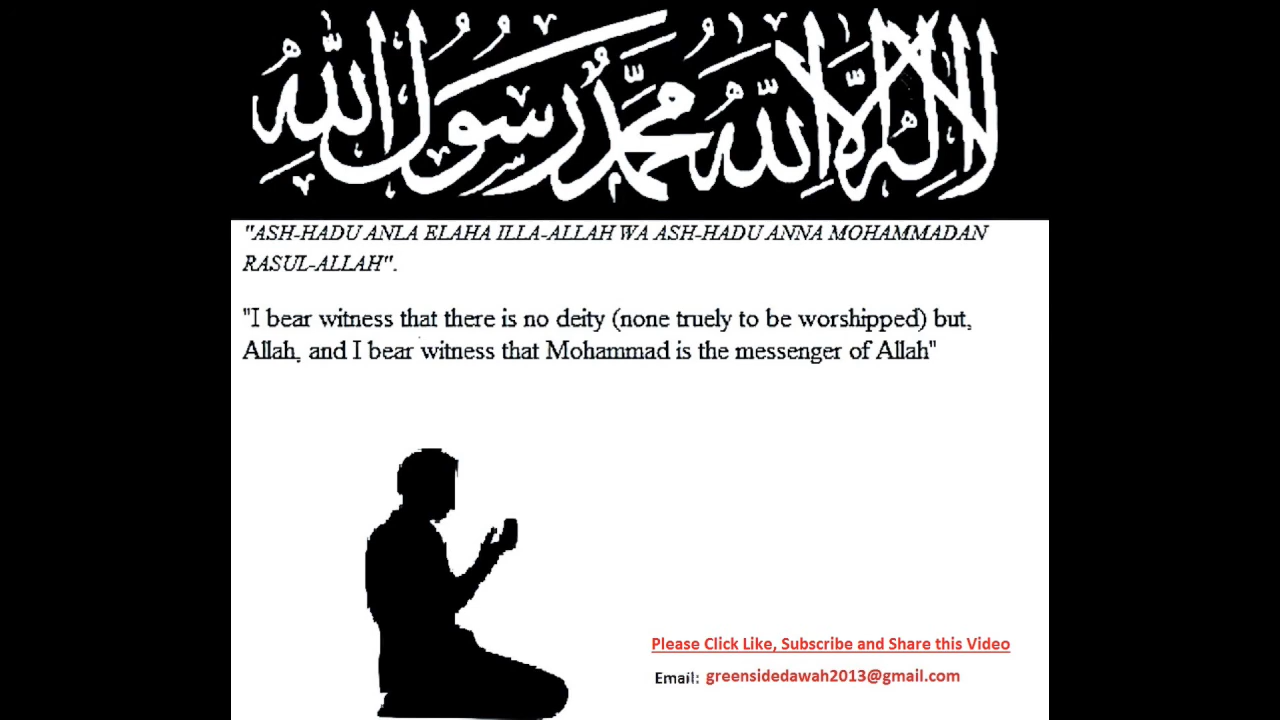 لا إله إلا الله محمد رسول الله
"ASH-HADU ANLA ELAHA ILLA-ALLAH WA ASH-HADU ANNA MOHAMMADAN
RASUL-ALLAH".
"I bear witness that there is no deity (none truely to be worshipped) but,
Allah, and I bear witness that Mohammad is the messenger of Allah"
Please Click Like, Subscribe and Share this Video
Email: greensidedawah2013@gmail.com